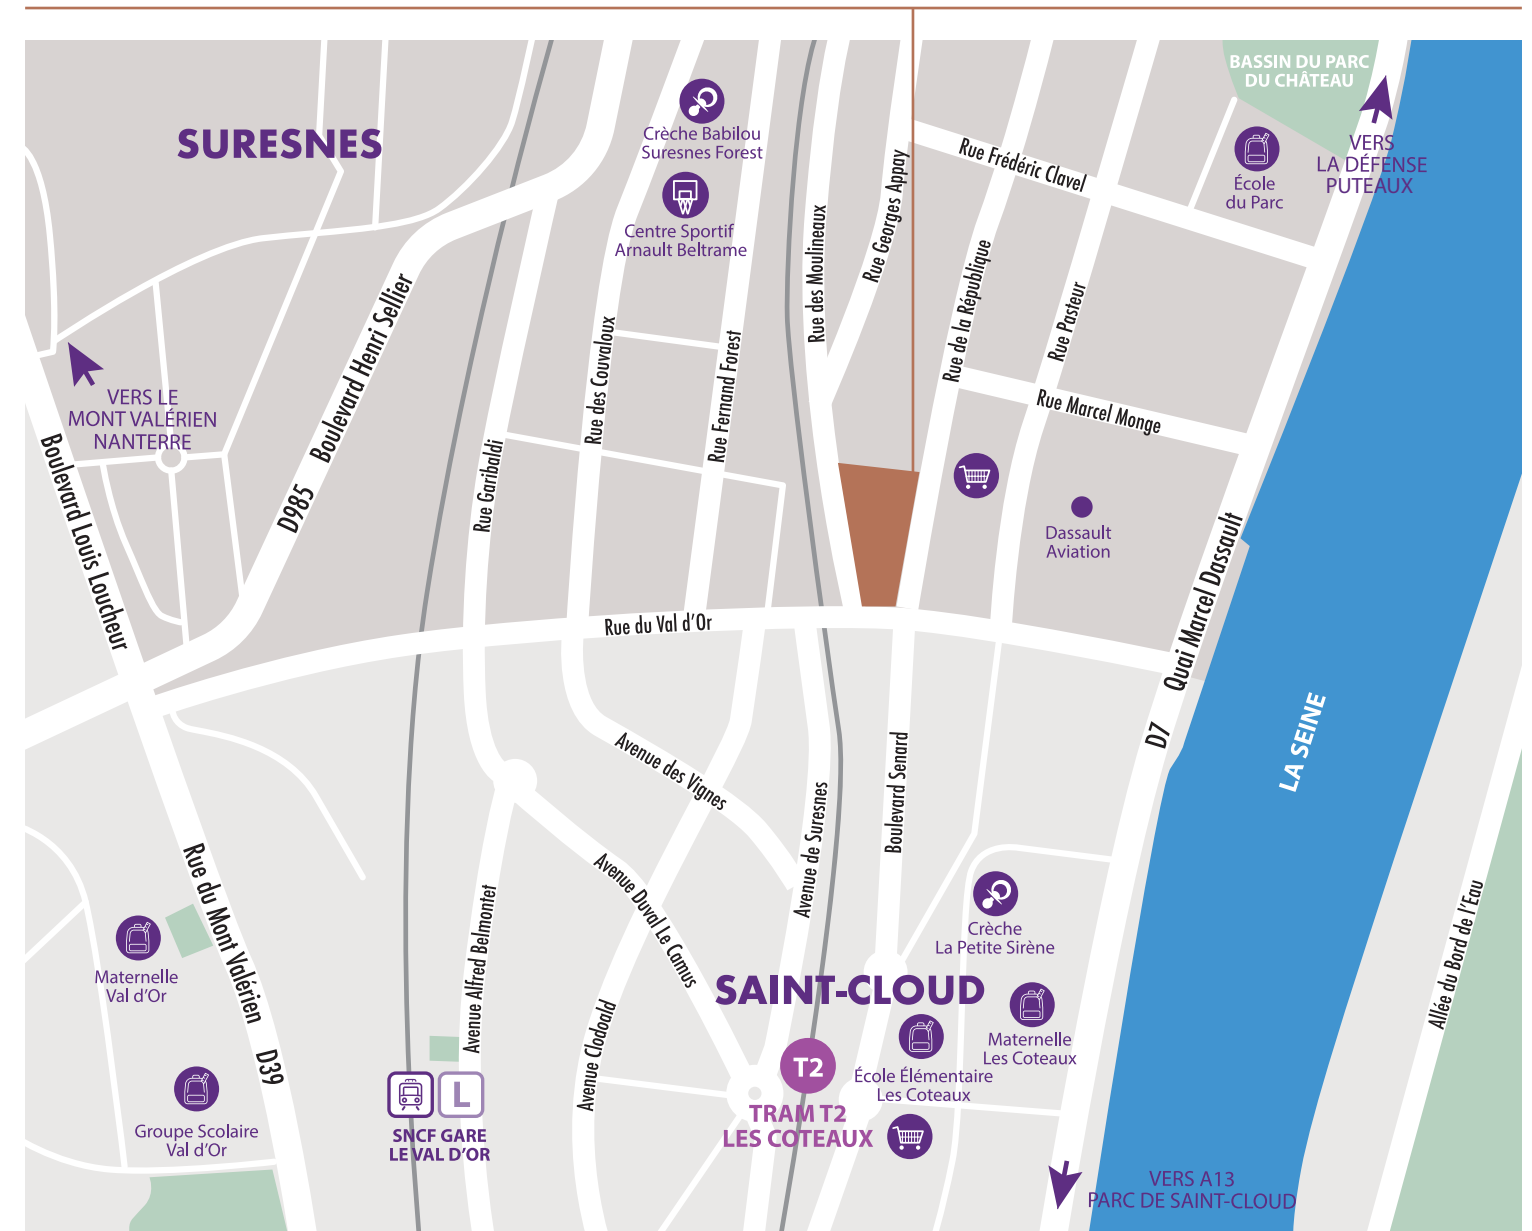 BASSIN DU PARC
DU CHÂTEAU
SURESNES
Crèche Babilou
Suresnes Forest
VERS
LA DÉFENSE
PUTEAUX
Rue Frédéric Clavel
École
du Parc
Centre Sportif
Arnault Beltrame
Rue des Moulineaux
Rue Georges Appay
Rue de la République
Rue Pasteur
Boulevard Henri Sellier
D985
Rue des Couvaloux
Rue Fernand Forest
VERS LE
MONT VALÉRIEN
NANTERRE
Rue Marcel Monge
Rue Garibaldi
Boulevard Louis Loucheur
Dassault
Aviation
Quai Marcel Dassault
D7
Rue du Val d'Or
LA SEINE
Avenue des Vignes
Boulevard Senard
Avenue de Suresnes
Avenue Duval Le Camus
Rue du Mont Valérien
D39
Avenue Alfred Belmontet
Crèche
La Petite Sirène
Allée du Bord de l'Eau
Maternelle
Val d'Or
SAINT-CLOUD
Avenue Clodoald
Maternelle
Les Coteaux
T2
École Élémentaire
Les Coteaux
TRAM T2
LES COTEAUX
L
SNCF GARE
LE VAL D'OR
Groupe Scolaire
Val d'Or
VERS A13
PARC DE SAINT-CLOUD